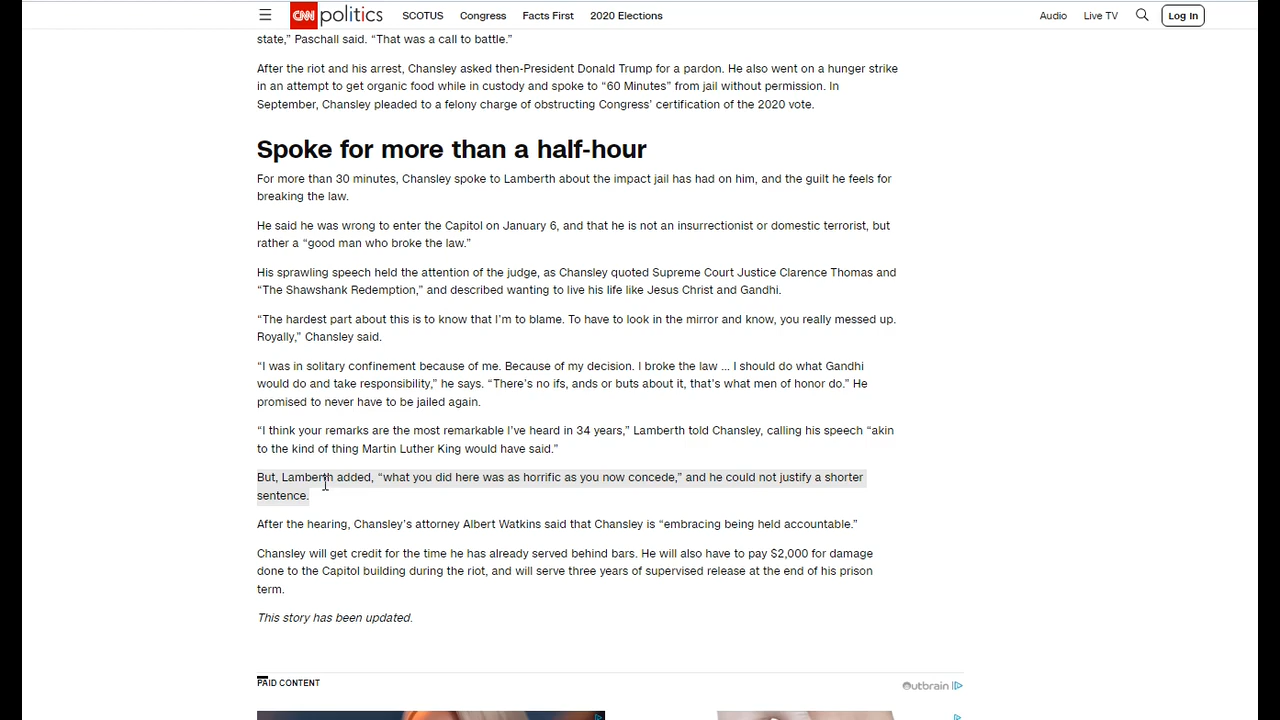 CNN politics SCOTUS Congress Facts First 2020 Elections Audio Live TV Log In
state,” Paschall said. “That was a call to battle.”
After the riot and his arrest, Chansley asked then-President Donald Trump for a pardon. He also went on a hunger strike
in an attempt to get organic food while in custody and spoke to “60 Minutes” from jail without permission. In
September, Chansley pleaded to a felony charge of obstructing Congress’ certification of the 2020 vote.
Spoke for more than a half-hour
For more than 30 minutes, Chansley spoke to Lamberth about the impact jail has had on him, and the guilt he feels for
breaking the law.
He said he was wrong to enter the Capitol on January 6, and that he is not an insurrectionist or domestic terrorist, but
rather a “good man who broke the law.”
His sprawling speech held the attention of the judge, as Chansley quoted Supreme Court Justice Clarence Thomas and
“The Shawshank Redemption,” and described wanting to live his life like Jesus Christ and Gandhi.
“The hardest part about this is to know that I’m to blame. To have to look in the mirror and know, you really messed up.
Royally,” Chansley said.
“I was in solitary confinement because of me. Because of my decision. I broke the law ... I should do what Gandhi
would do and take responsibility,” he says. “There’s no ifs, ands or buts about it, that’s what men of honor do.” He
promised to never have to be jailed again.
“I think your remarks are the most remarkable I’ve heard in 34 years,” Lamberth told Chansley, calling his speech “akin
to the kind of thing Martin Luther King would have said.”
But, Lamberth added, “what you did here was as horrific as you now concede,” and he could not justify a shorter
sentence.
After the hearing, Chansley’s attorney Albert Watkins said that Chansley is “embracing being held accountable.”
Chansley will get credit for the time he has already served behind bars. He will also have to pay $2,000 for damage
done to the Capitol building during the riot, and will serve three years of supervised release at the end of his prison
term.
This story has been updated.
PAID CONTENT
Outbrain